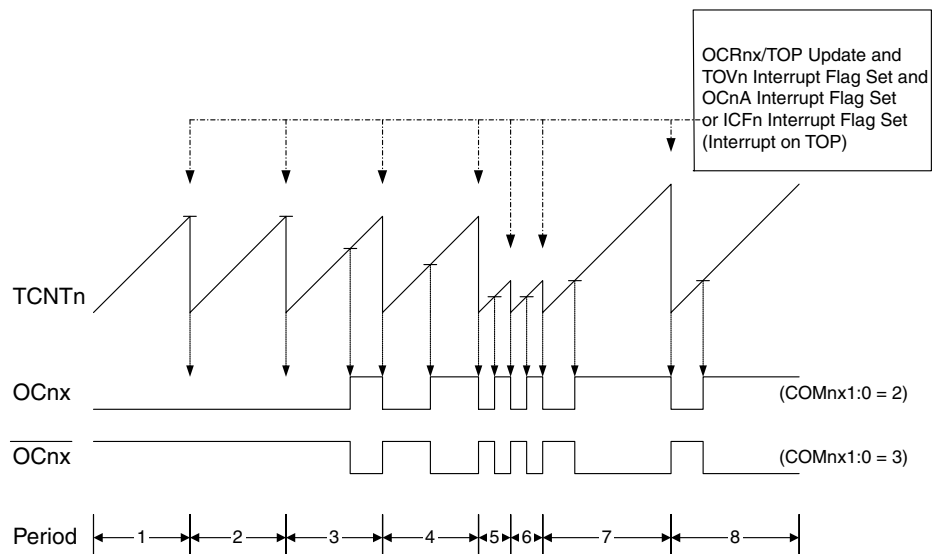 OCRnx/TOP Update and
TOVn Interrupt Flag Set and
OCnA Interrupt Flag Set
or ICFn Interrupt Flag Set
(Interrupt on TOP)
TCNTn
OCnx
(COMnx1:0 = 2)
OCnx
(COMnx1:0 = 3)
Period 1 2 3 4 5 6 7 8